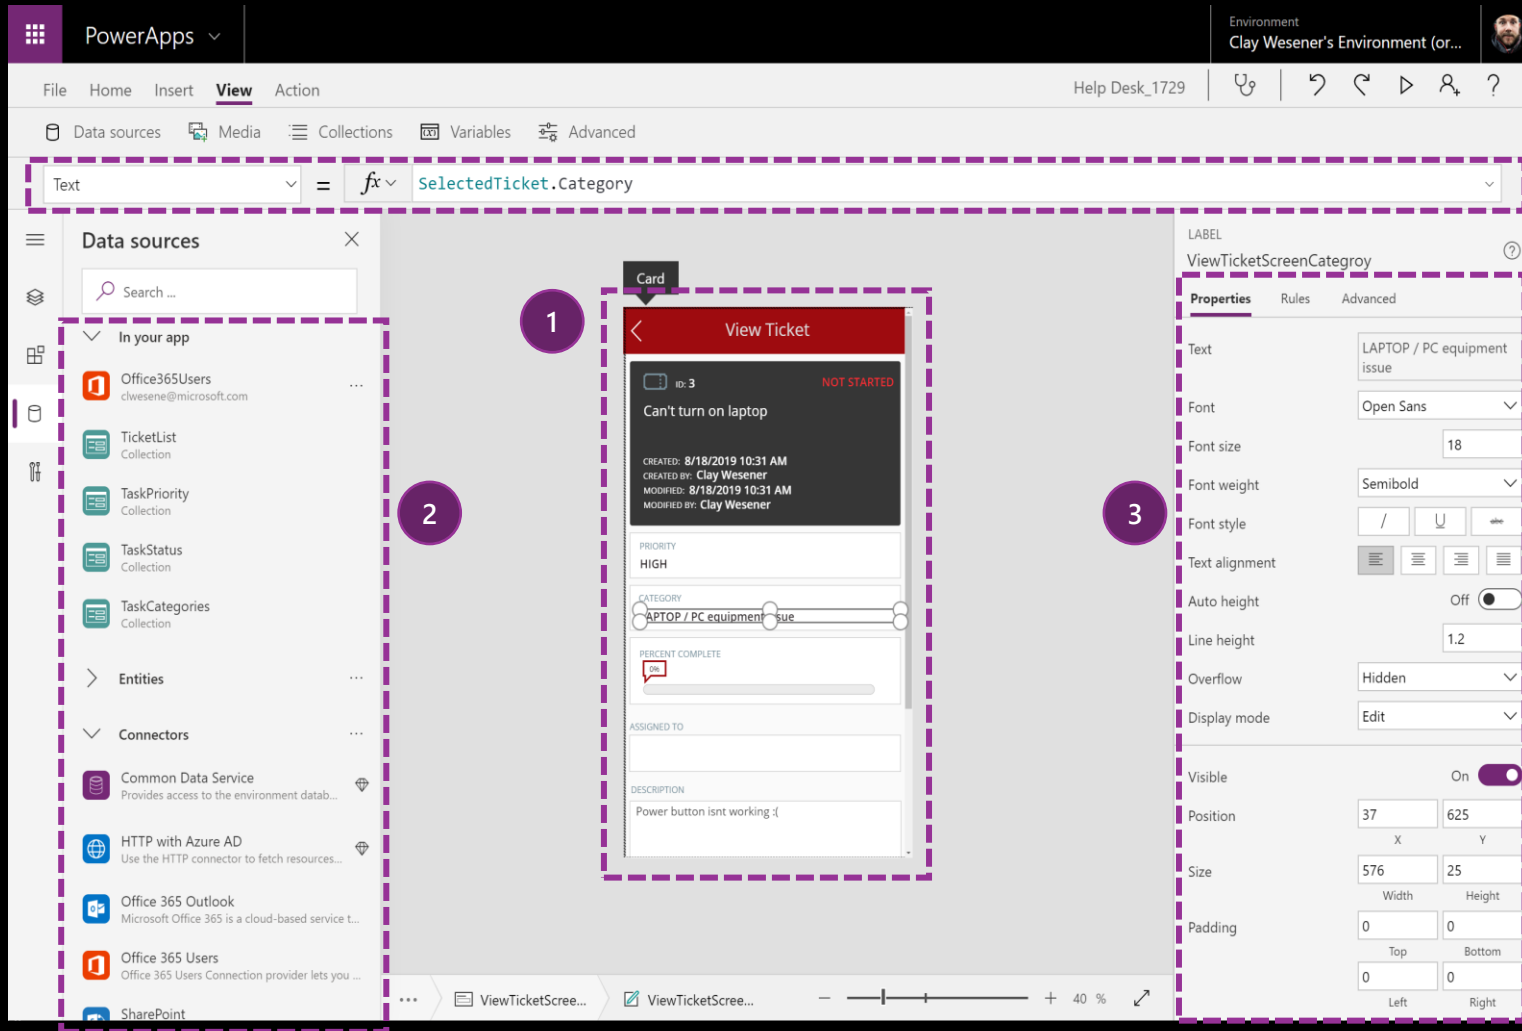 PowerApps
Environment
Clay Wesener's Environment (or...
File Home Insert View Action
Help Desk_1729
Data sources Media Collections Variables Advanced
Text = fx SelectedTicket.Category
Data sources
Search ...
In your app
Office365Users
clwesene@microsoft.com
TicketList
Collection
TaskPriority
Collection
TaskStatus
Collection
TaskCategories
Collection
Entities
Connectors
Common Data Service
Provides access to the environment datab...
HTTP with Azure AD
Use the HTTP connector to fetch resources...
Office 365 Outlook
Microsoft Office 365 is a cloud-based service t...
Office 365 Users
Office 365 Users Connection provider lets you ...
SharePoint
2
1
Card
View Ticket
ID: 3 NOT STARTED
Can't turn on laptop
CREATED: 8/18/2019 10:31 AM
CREATED BY: Clay Wesener
MODIFIED: 8/18/2019 10:31 AM
MODIFIED BY: Clay Wesener
PRIORITY
HIGH
CATEGORY
APTOP / PC equipment sue
PERCENT COMPLETE
0%
ASSIGNED TO
DESCRIPTION
Power button isnt working :(
ViewTicketScree... ViewTicketScree... 40 %
3
LABEL
ViewTicketScreenCategroy
Properties Rules Advanced
Text LAPTOP / PC equipment
issue
Font Open Sans
Font size 18
Font weight Semibold
Font style / U abc
Text alignment
Auto height Off
Line height 1.2
Overflow Hidden
Display mode Edit
Visible On
Position 37 625
X Y
Size 576 25
Width Height
Padding 0 0
Top Bottom
0 0
Left Right